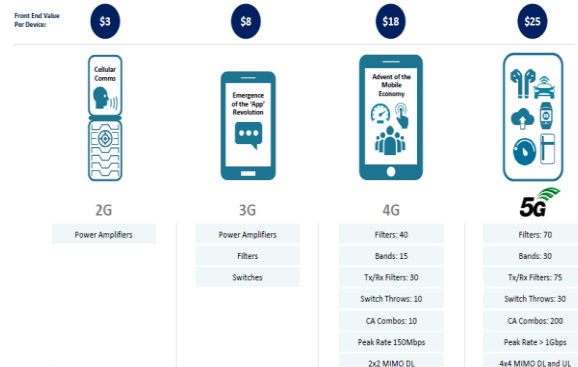 Front End Value
Per Device:
$3
$8
$18
$25
Cellular
Comms
Emergence
of the 'App'
Revolution
Advent of the
Mobile
Economy
2G
3G
4G
5G
Power Amplifiers
Power Amplifiers
Filters
Switches
Filters: 40
Bands: 15
Tx/Rx Filters: 30
Switch Throws: 10
CA Combos: 10
Peak Rate 150Mbps
2x2 MIMO DL
Filters: 70
Bands: 30
Tx/Rx Filters: 75
Switch Throws: 30
CA Combos: 200
Peak Rate > 1Gbps
4x4 MIMO DL and UL